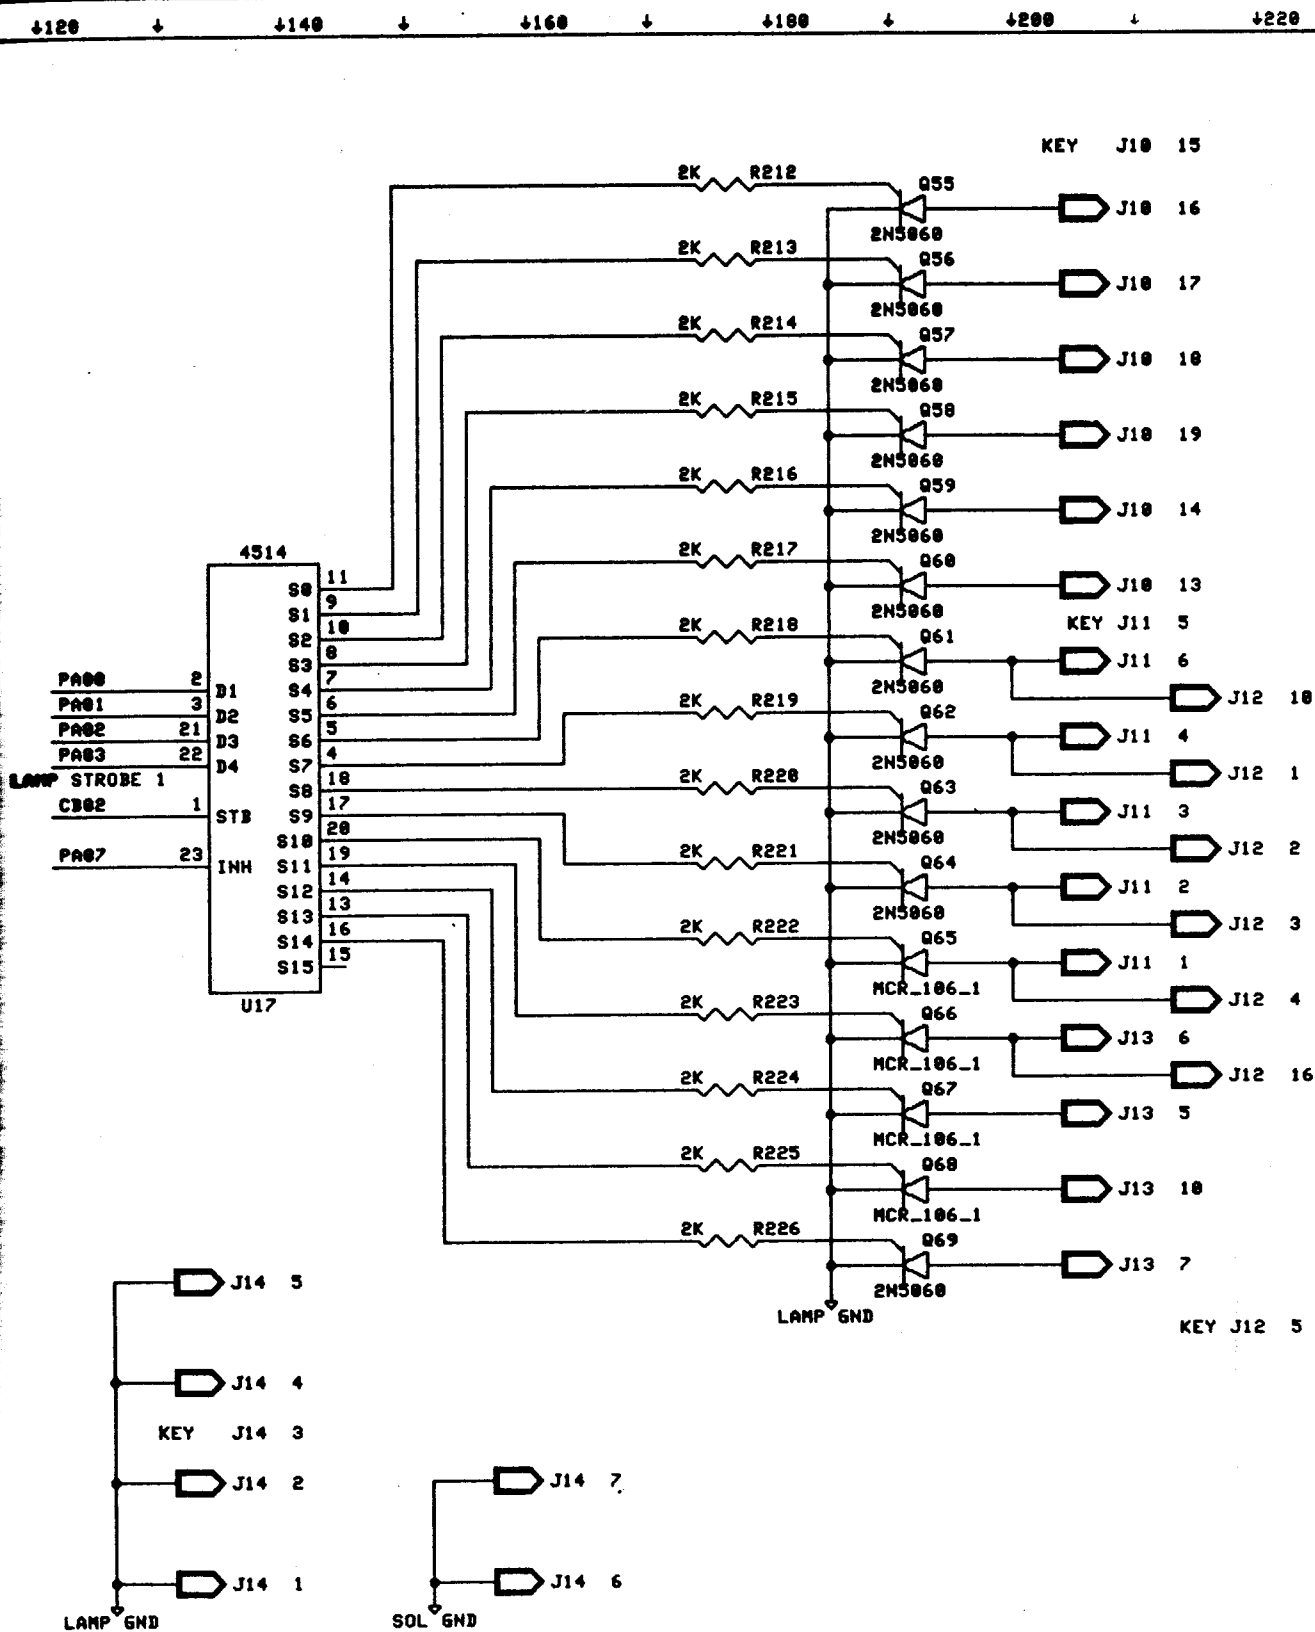 ↓120 ↓ ↓140 ↓ ↓160 ↓ ↓180 ↓ ↓200 ↓ ↓220
KEY J10 15
2K R212 Q55
J10 16
2N5060
2K R213 Q56
J10 17
2N5060
2K R214 Q57
J10 18
2N5060
2K R215 Q58
J10 19
2N5060
2K R216 Q59
J10 14
2N5060
2K R217 Q60
J10 13
2N5060
KEY J11 5
2K R218 Q61
J11 6
2N5060
J12 10
2K R219 Q62
J11 4
2N5060
J12 1
2K R220 Q63
J11 3
2N5060
J12 2
2K R221 Q64
J11 2
2N5060
J12 3
2K R222 Q65
J11 1
MCR_106_1
J12 4
2K R223 Q66
J13 6
MCR_106_1
J12 16
2K R224 Q67
J13 5
MCR_106_1
2K R225 Q68
J13 10
MCR_106_1
2K R226 Q69
J13 7
2N5060
LAMP GND
KEY J12 5
4514
S0 11
S1 9
S2 10
S3 8
S4 7
S5 6
S6 5
S7 4
S8 18
S9 17
S10 20
S11 19
S12 14
S13 13
S14 16
S15 15
PA00 2 D1
PA01 3 D2
PA02 21 D3
PA03 22 D4
LAMP STROBE 1
CB02 1 STB
PA07 23 INH
U17
J14 5
J14 4
KEY J14 3
J14 2
J14 1
LAMP GND
J14 7
J14 6
SOL GND